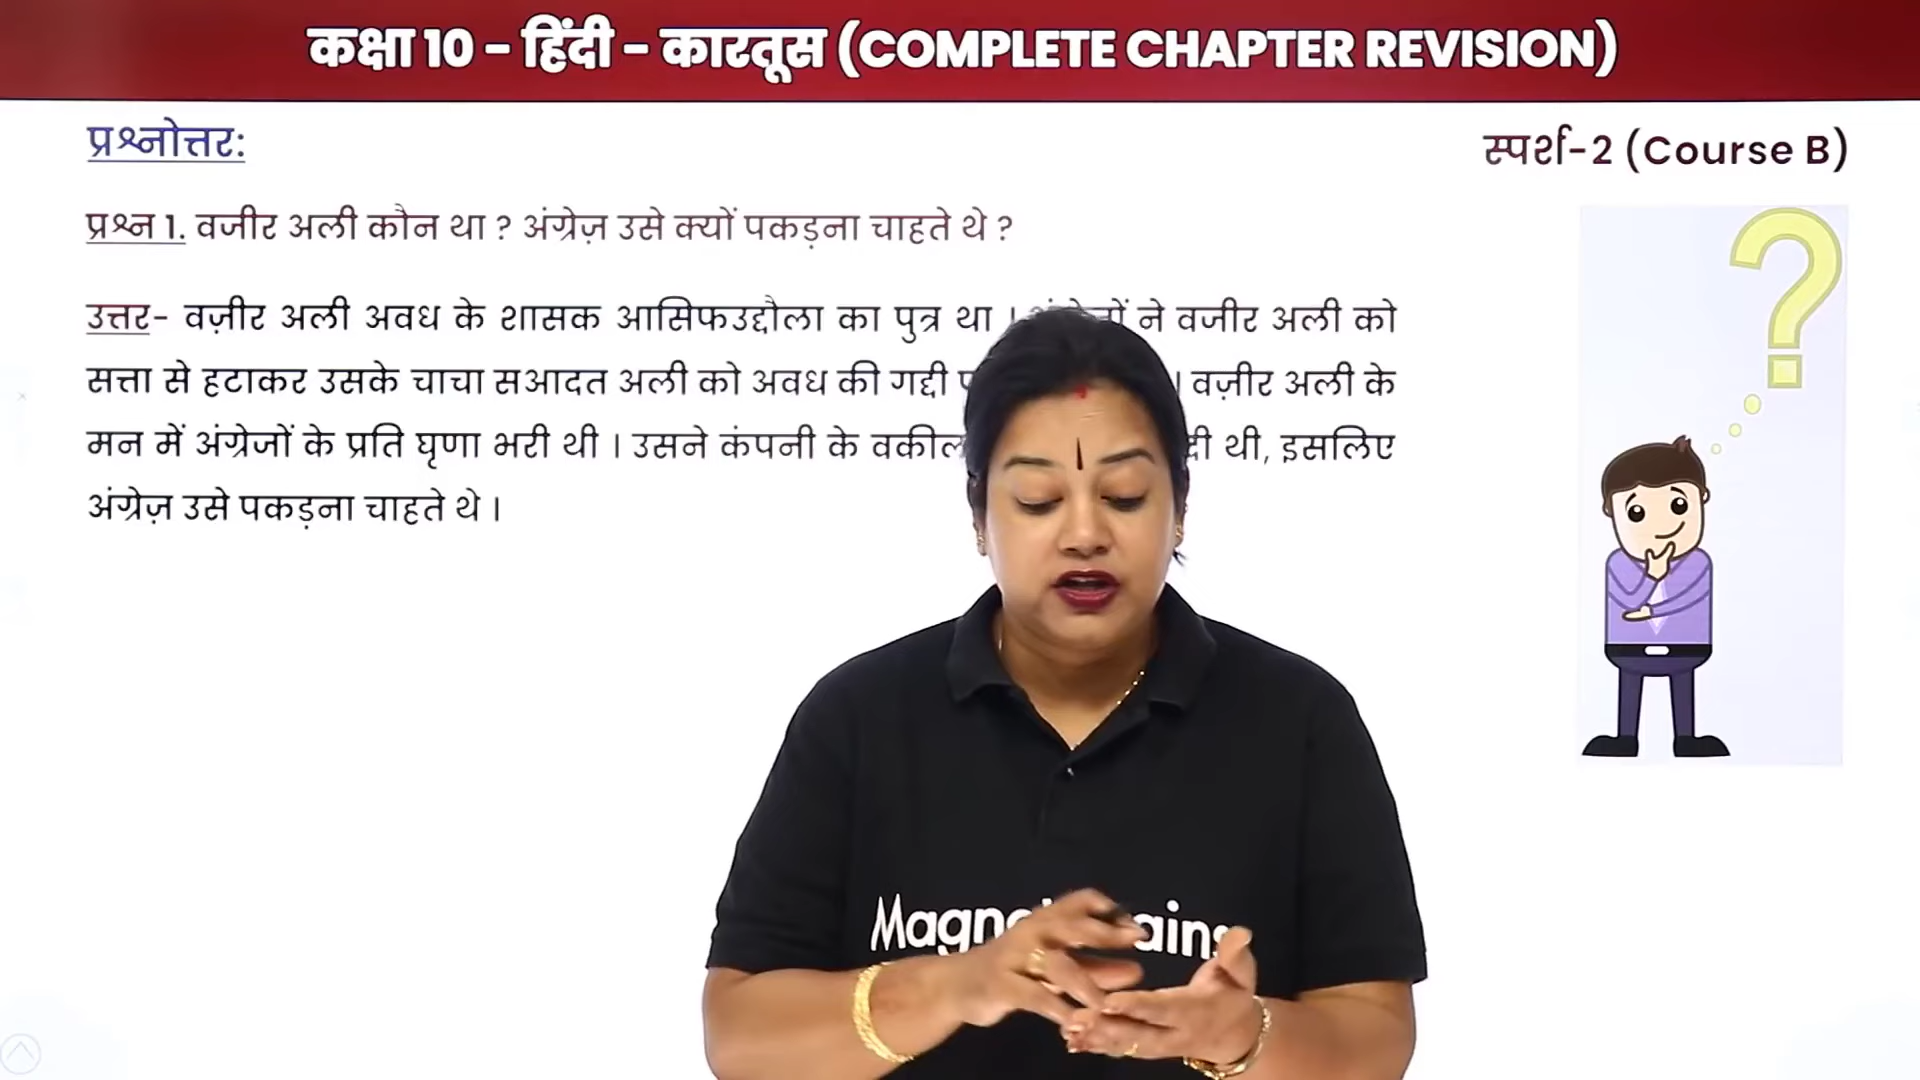 कक्षा 10 - हिंदी - कारतूस (COMPLETE CHAPTER REVISION)
प्रश्नोत्तर:
स्पर्श-2 (Course B)
प्रश्न 1. वजीर अली कौन था ? अंग्रेज़ उसे क्यों पकड़ना चाहते थे ?
उत्तर- वज़ीर अली अवध के शासक आसिफउद्दौला का पुत्र था । ने वजीर अली को
सत्ता से हटाकर उसके चाचा सआदत अली को अवध की गद्दी । वज़ीर अली के
मन में अंग्रेजों के प्रति घृणा भरी थी । उसने कंपनी के वकील दी थी, इसलिए
अंग्रेज़ उसे पकड़ना चाहते थे ।